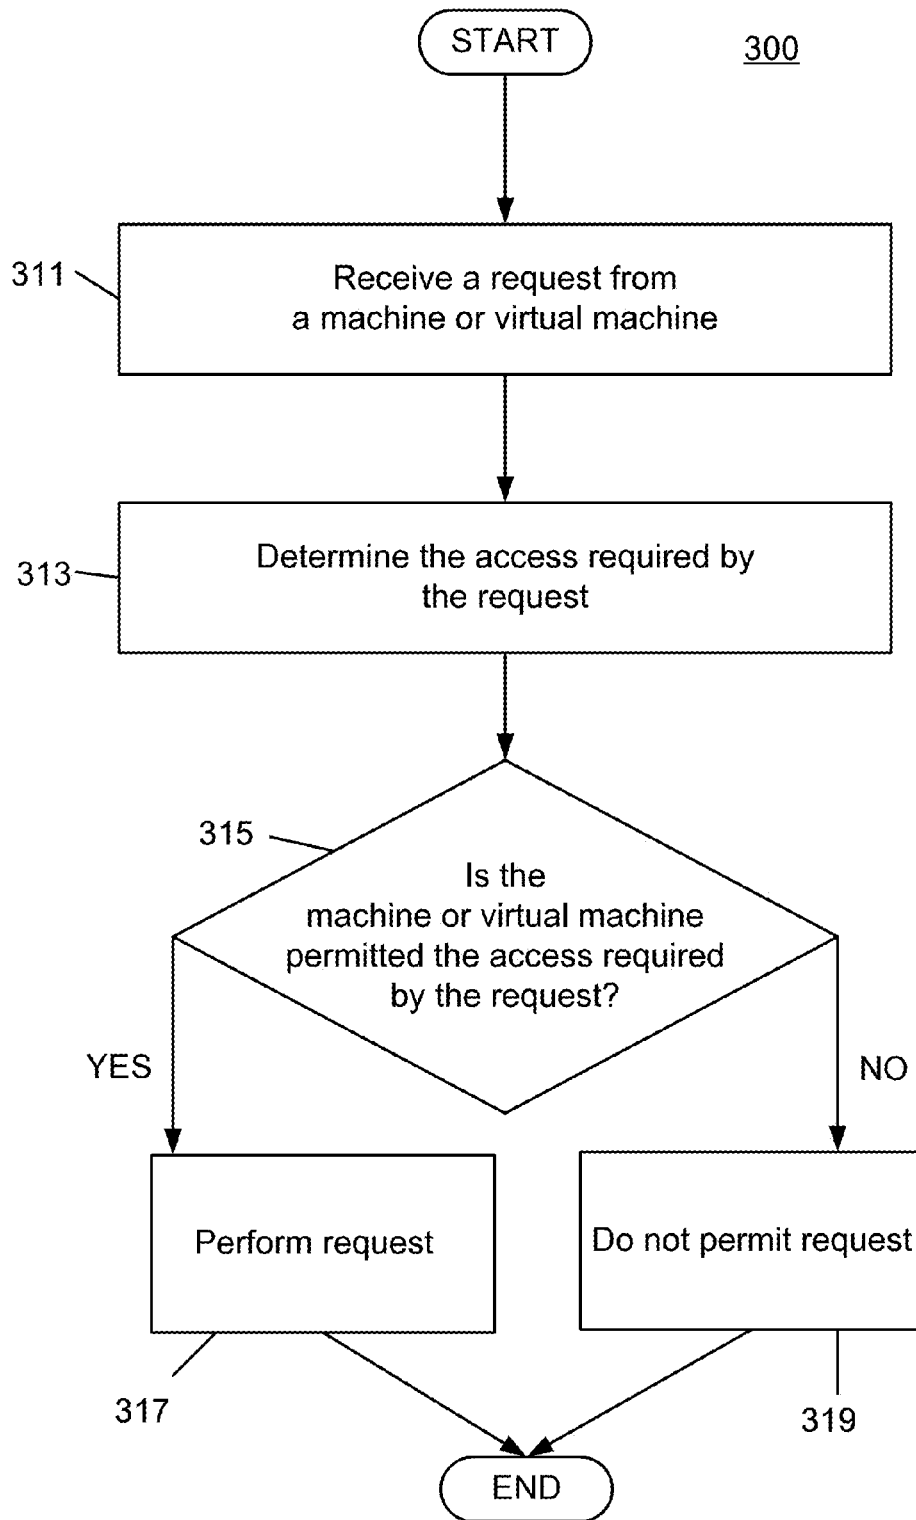 START
300
311
Receive a request from
a machine or virtual machine
313
Determine the access required by
the request
315
Is the
machine or virtual machine
permitted the access required
by the request?
YES
NO
Perform request
Do not permit request
317
319
END